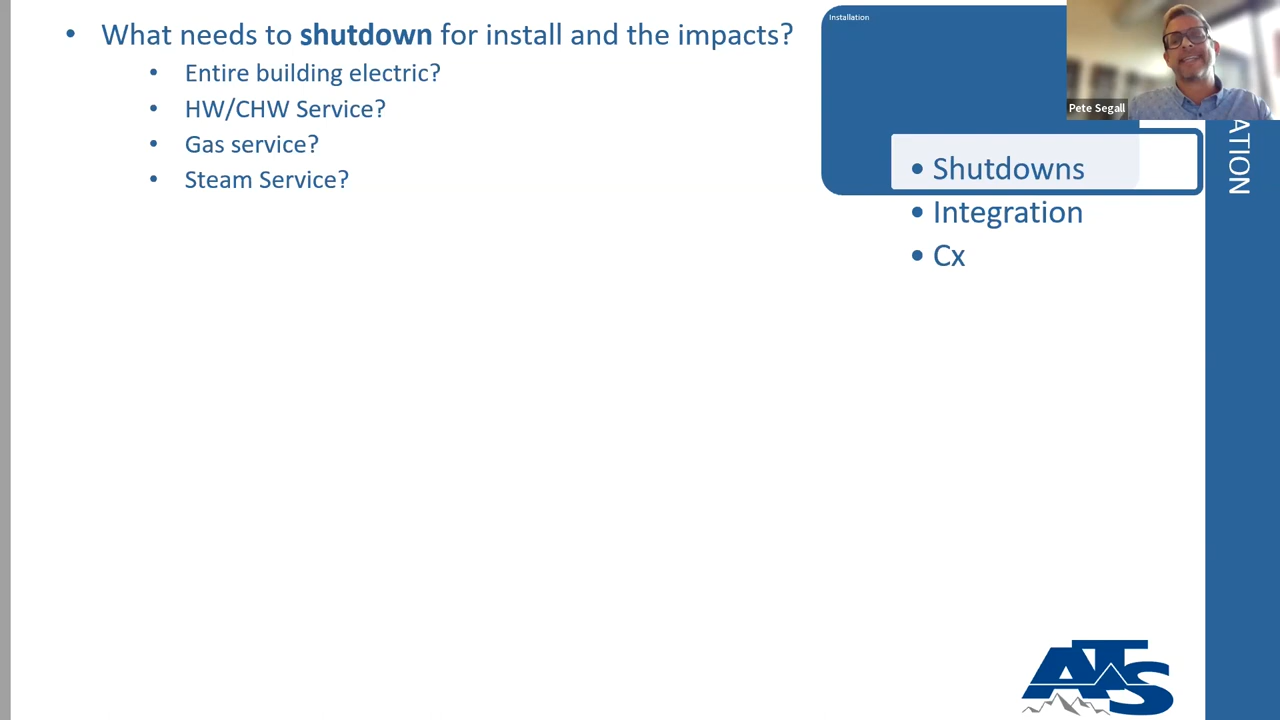 • What needs to shutdown for install and the impacts?
• Entire building electric?
• HW/CHW Service?
• Gas service?
• Steam Service?
Installation
Pete Segall
• Shutdowns
• Integration
• Cx
ATION
ATS